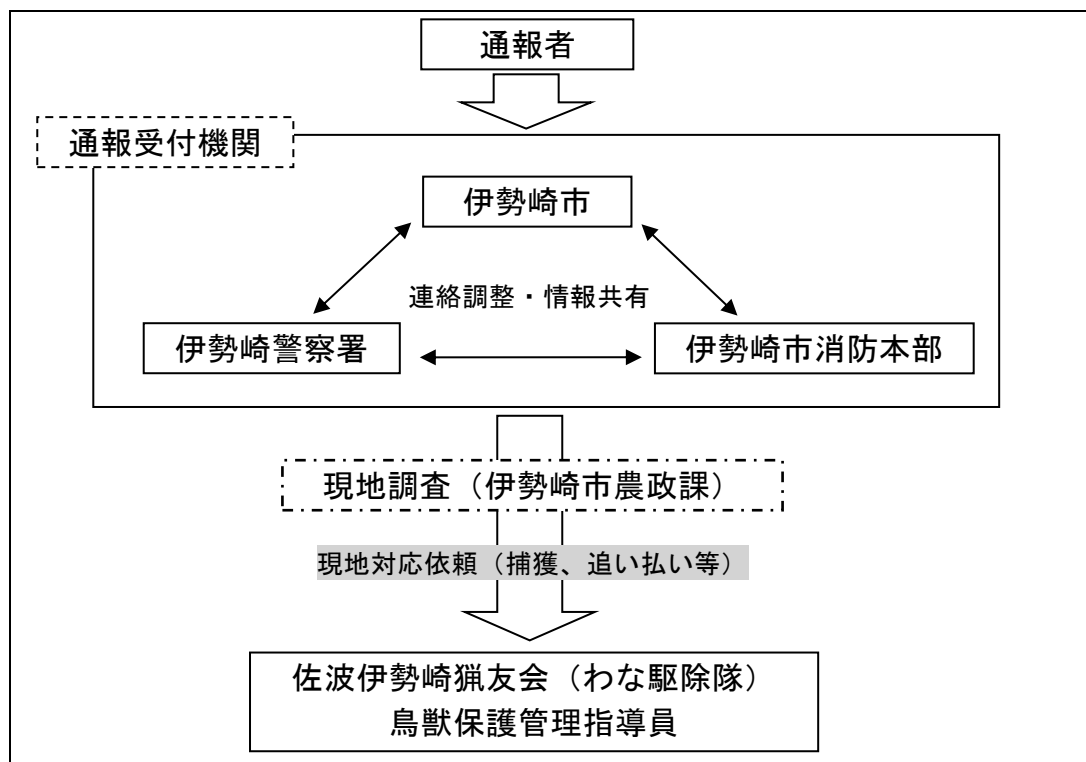 通報者
通報受付機関
伊勢崎市
連絡調整・情報共有
伊勢崎警察署
伊勢崎市消防本部
現地調査（伊勢崎市農政課）
現地対応依頼（捕獲、追い払い等）
佐波伊勢崎猟友会（わな駆除隊）
鳥獣保護管理指導員